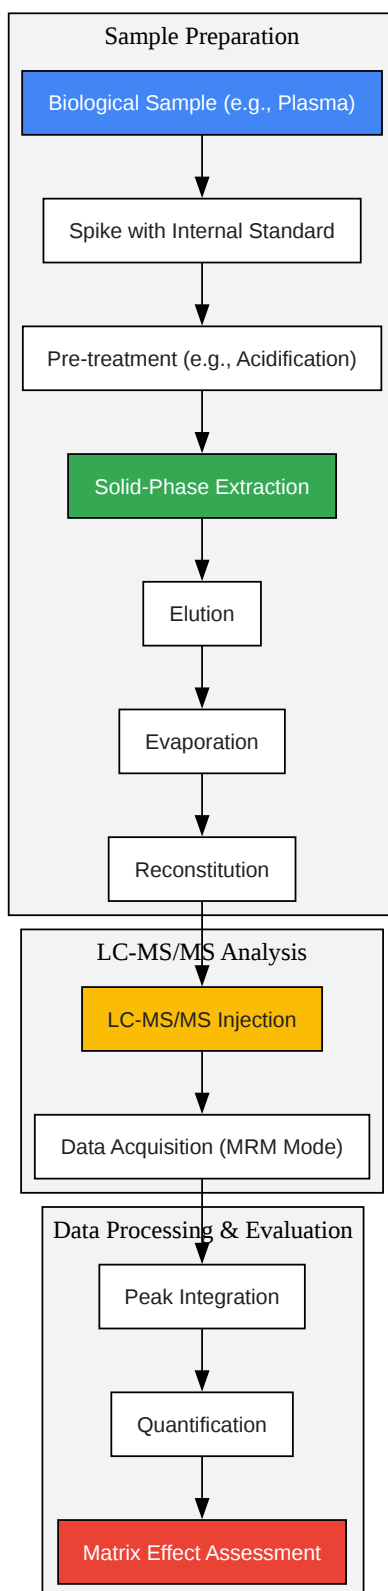 Sample Preparation
Biological Sample (e.g., Plasma)
Spike with Internal Standard
Pre-treatment (e.g., Acidification)
Solid-Phase Extraction
Elution
Evaporation
Reconstitution
LC-MS/MS Analysis
LC-MS/MS Injection
Data Acquisition (MRM Mode)
Data Processing & Evaluation
Peak Integration
Quantification
Matrix Effect Assessment